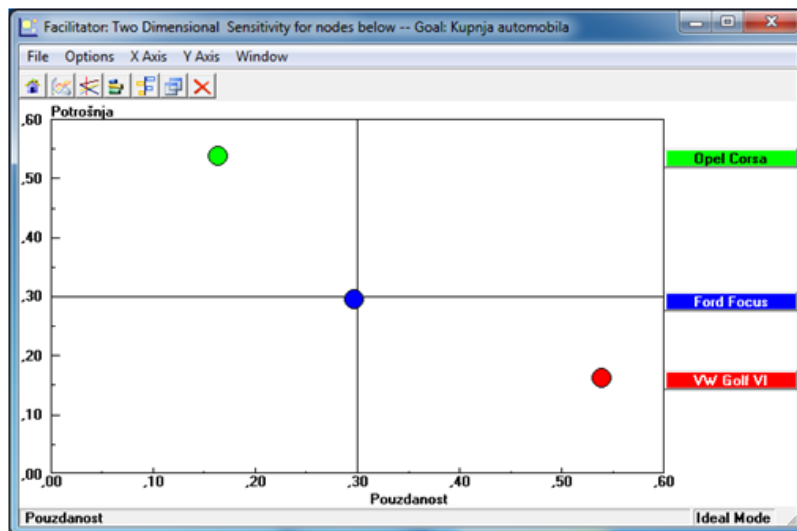 Facilitator: Two Dimensional Sensitivity for nodes below -- Goal: Kupnja automobila
File Options X Axis Y Axis Window
Potrošnja
,60
,50
,40
,30
,20
,10
,00
,00 ,10 ,20 ,30 ,40 ,50 ,60
Pouzdanost
Opel Corsa
Ford Focus
VW Golf VI
Pouzdanost Ideal Mode